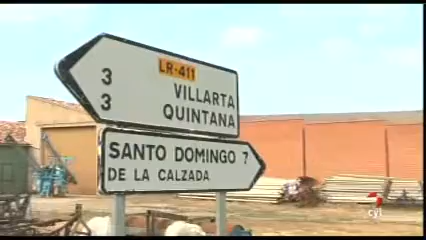 LR-411
3 VILLARTA
3 QUINTANA
SANTO DOMINGO 7
DE LA CALZADA
cyl